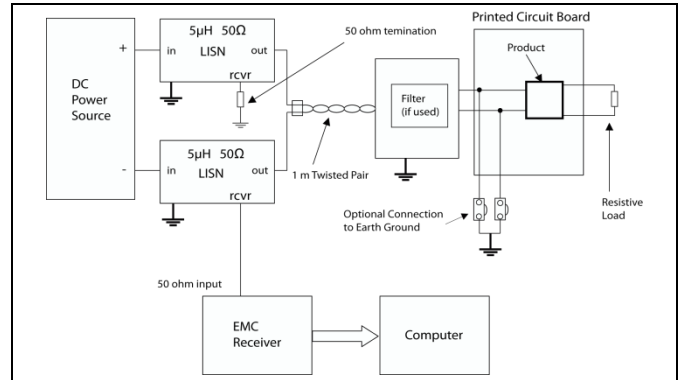 Printed Circuit Board
5µH 50Ω
in
out
LISN
rcvr
50 ohm temination
Product
+
DC
Power
Source
Filter
(if used)
5µH 50Ω
-
in
out
LISN
rcvr
1 m Twisted Pair
Optional Connection
to Earth Ground
Resistive
Load
50 ohm input
EMC
Receiver
Computer